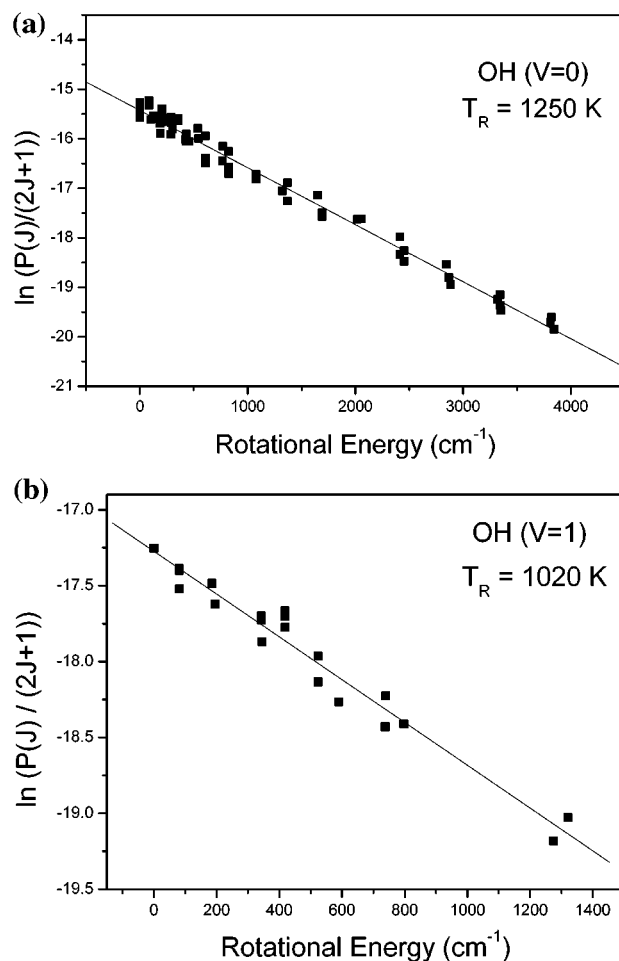 (a)
-14
-15
-16
-17
-18
-19
-20
-21
ln (P(J)/(2J+1))
OH (V=0)
T_R = 1250 K
0 1000 2000 3000 4000
Rotational Energy (cm⁻¹)
(b)
-17.0
-17.5
-18.0
-18.5
-19.0
-19.5
ln (P(J) / (2J+1))
OH (V=1)
T_R = 1020 K
0 200 400 600 800 1000 1200 1400
Rotational Energy (cm⁻¹)